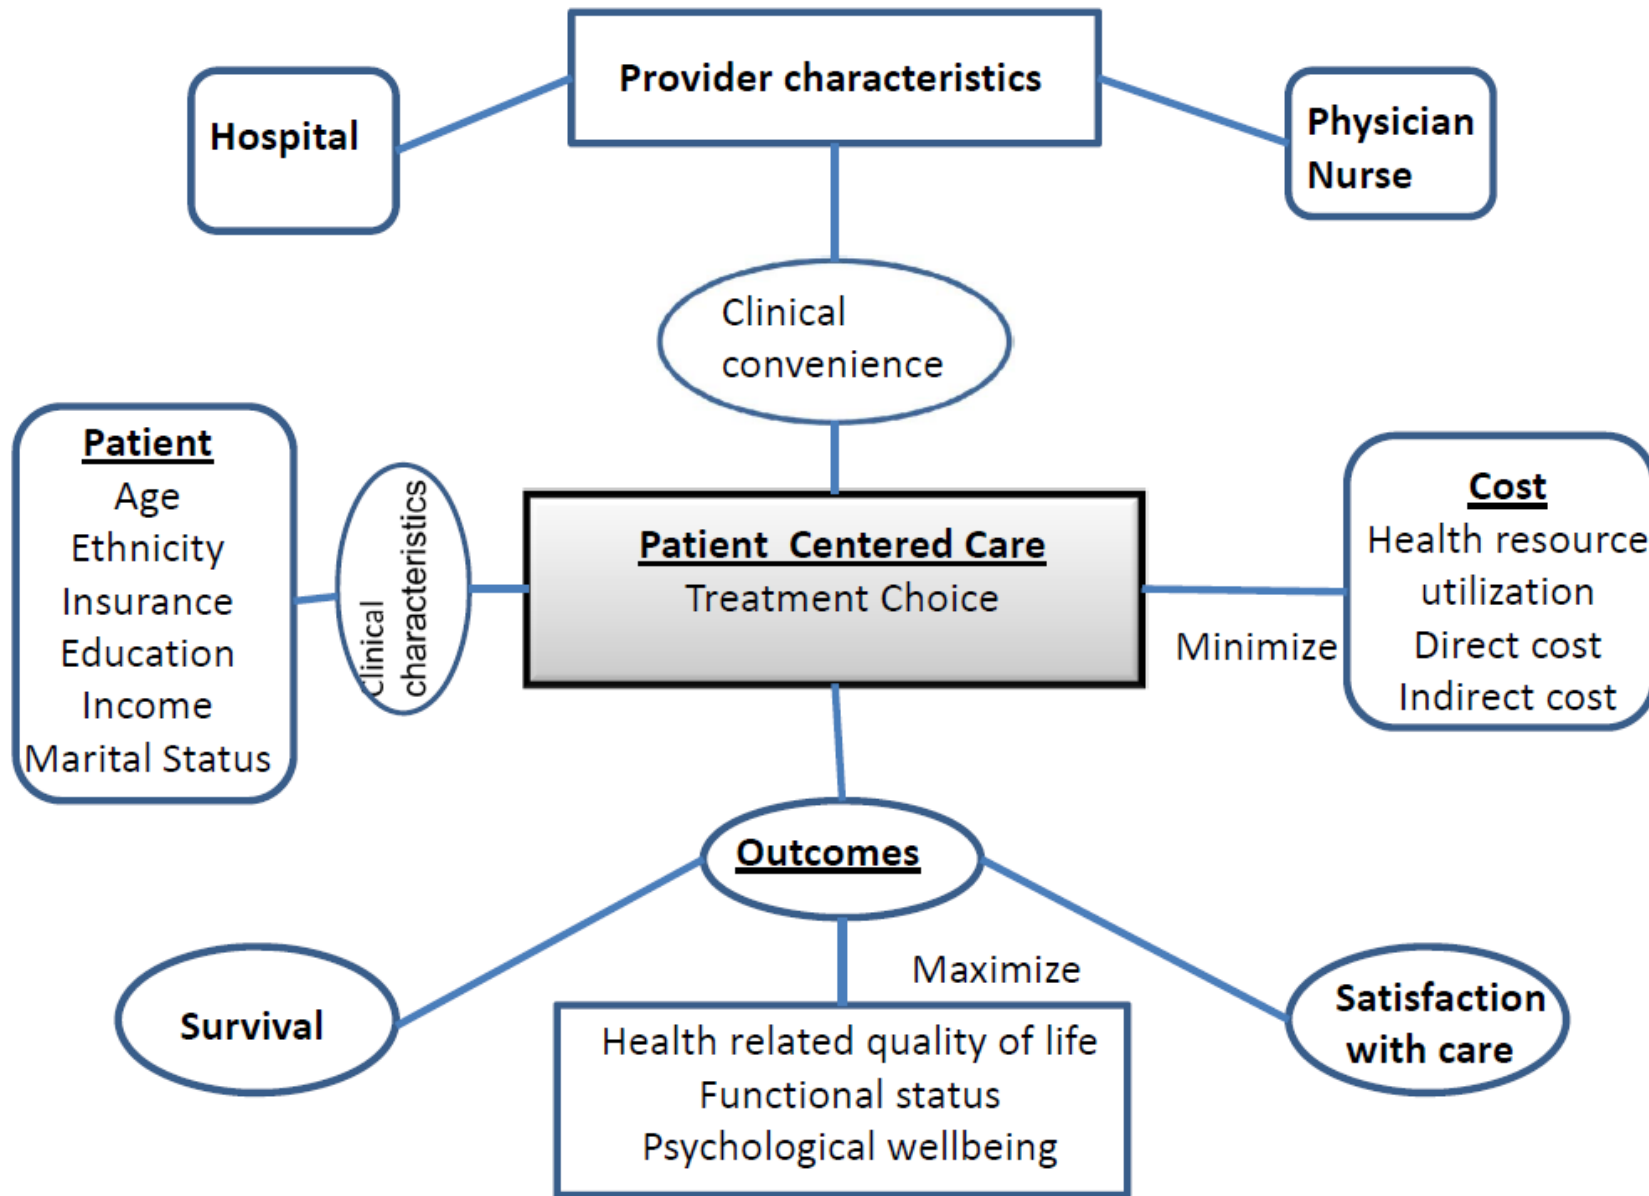 Provider characteristics
Hospital
Physician
Nurse
Clinical
convenience
Patient
Age
Ethnicity
Insurance
Education
Income
Marital Status
Clinical
characteristics
Patient Centered Care
Treatment Choice
Minimize
Cost
Health resource
utilization
Direct cost
Indirect cost
Outcomes
Maximize
Survival
Health related quality of life
Functional status
Psychological wellbeing
Satisfaction
with care